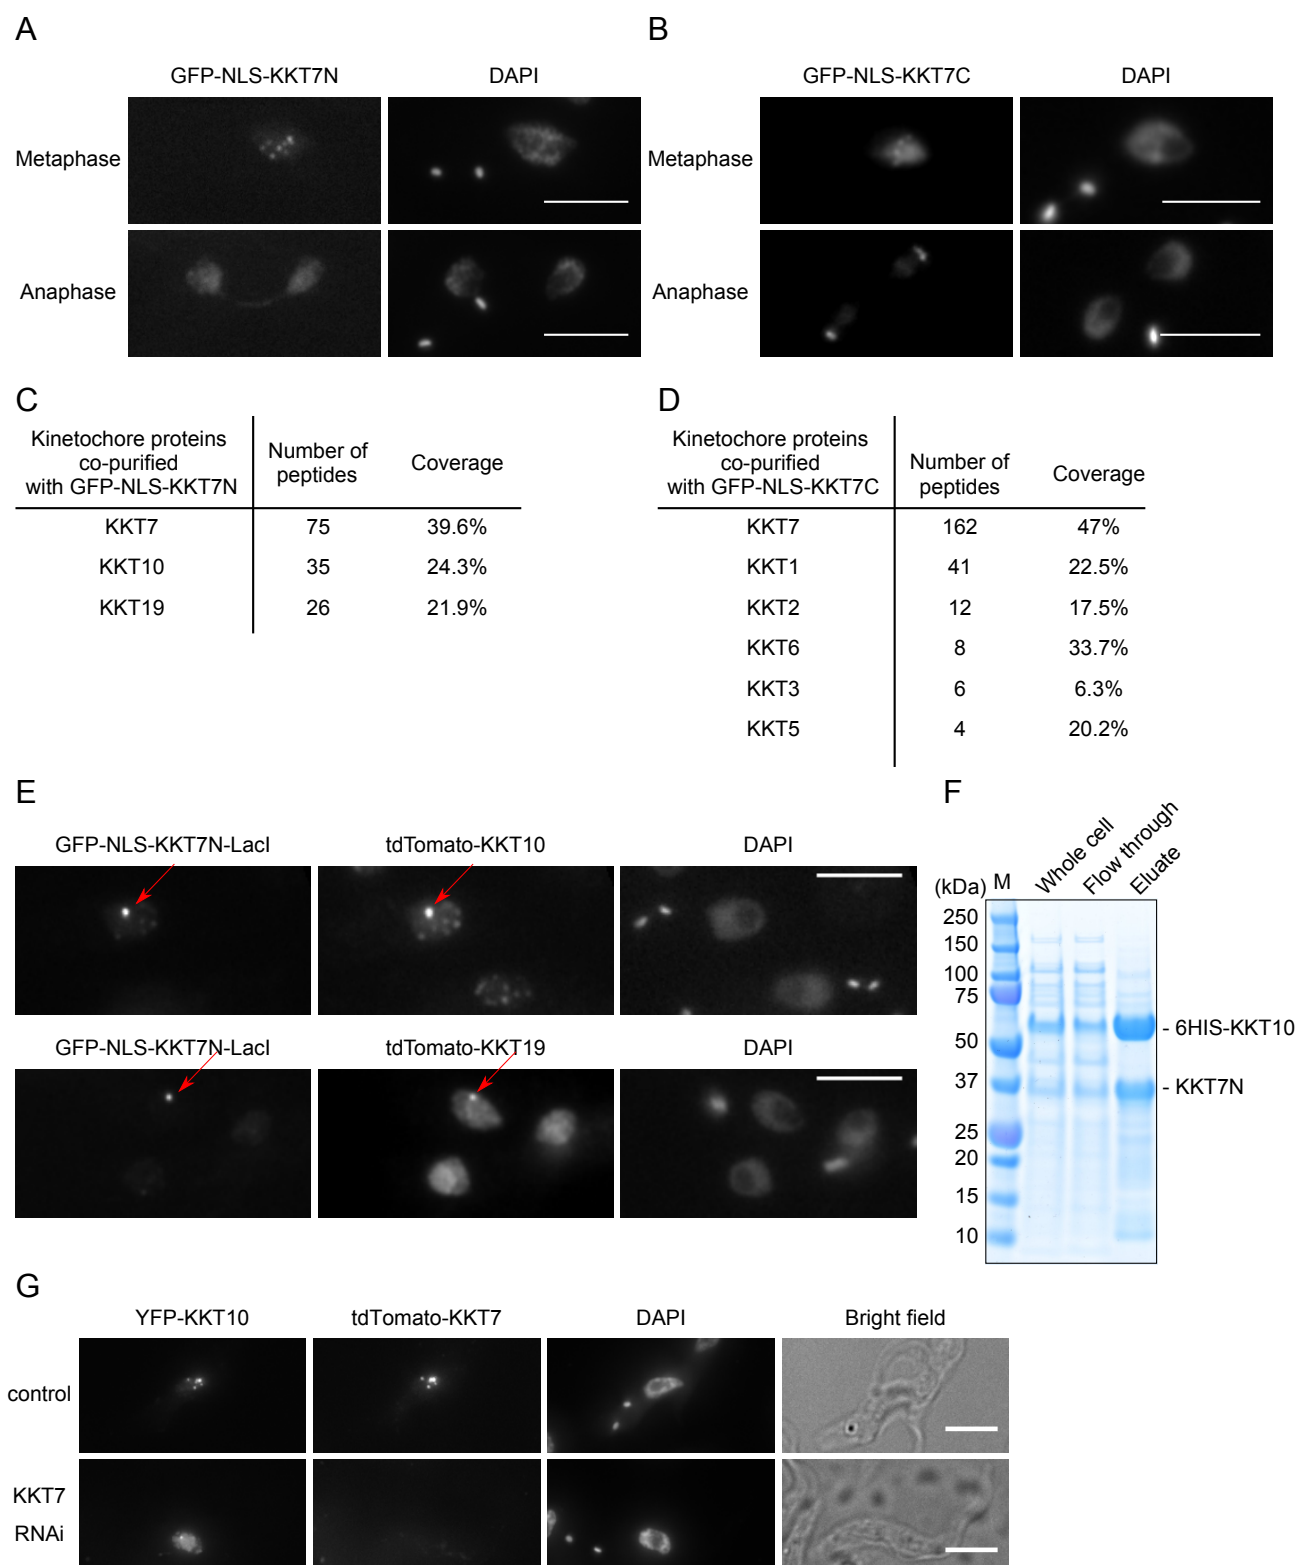 A
B
GFP-NLS-KKT7N
DAPI
GFP-NLS-KKT7C
DAPI
Metaphase
Metaphase
Anaphase
Anaphase
C
D
Kinetochore proteins
co-purified
with GFP-NLS-KKT7N
Number of
peptides
Coverage
KKT7 75 39.6%
KKT10 35 24.3%
KKT19 26 21.9%
Kinetochore proteins
co-purified
with GFP-NLS-KKT7C
Number of
peptides
Coverage
KKT7 162 47%
KKT1 41 22.5%
KKT2 12 17.5%
KKT6 8 33.7%
KKT3 6 6.3%
KKT5 4 20.2%
E
GFP-NLS-KKT7N-LacI
tdTomato-KKT10
DAPI
GFP-NLS-KKT7N-LacI
tdTomato-KKT19
DAPI
F
(kDa)
M
Whole cell
Flow through
Eluate
250
150
100
75
50
37
25
20
15
10
- 6HIS-KKT10
- KKT7N
G
YFP-KKT10
tdTomato-KKT7
DAPI
Bright field
control
KKT7
RNAi